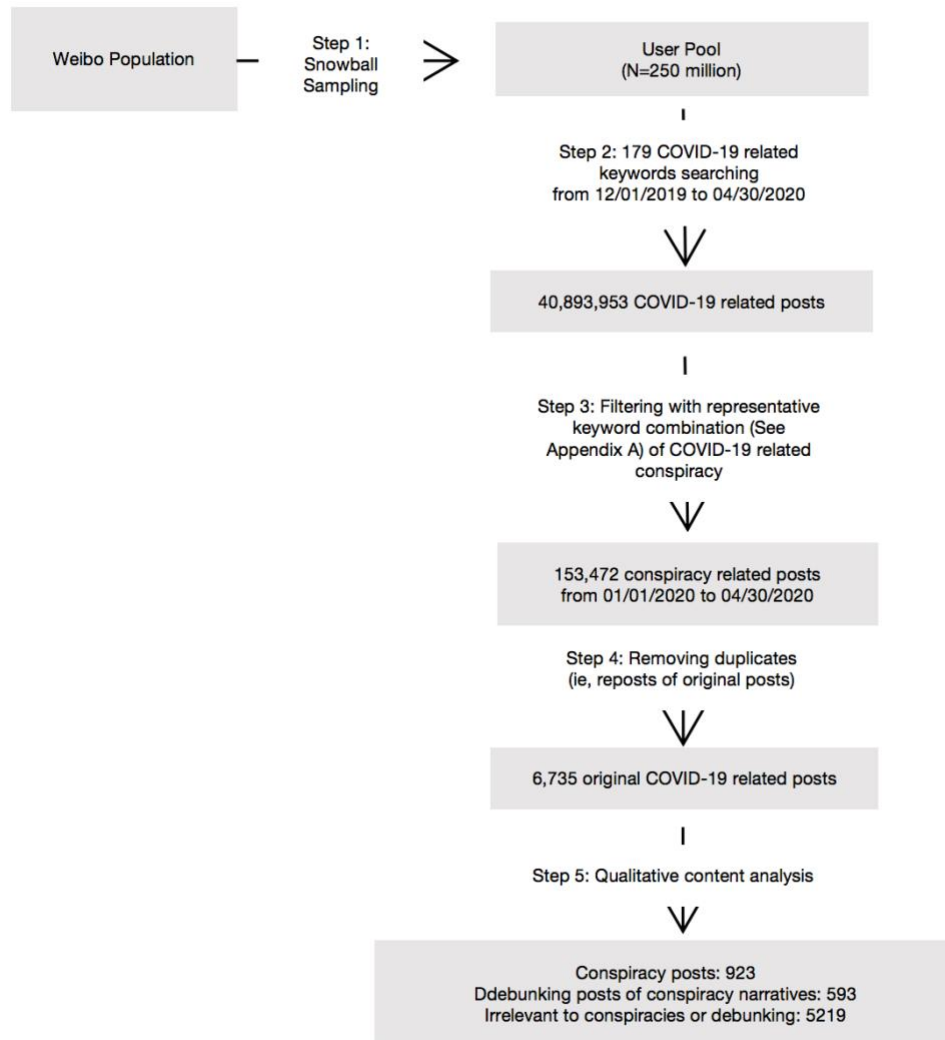 Weibo Population
Step 1:
Snowball
Sampling
User Pool
(N=250 million)
Step 2: 179 COVID-19 related
keywords searching
from 12/01/2019 to 04/30/2020
40,893,953 COVID-19 related posts
Step 3: Filtering with representative
keyword combination (See
Appendix A) of COVID-19 related
conspiracy
153,472 conspiracy related posts
from 01/01/2020 to 04/30/2020
Step 4: Removing duplicates
(ie, reposts of original posts)
6,735 original COVID-19 related posts
Step 5: Qualitative content analysis
Conspiracy posts: 923
Ddebunking posts of conspiracy narratives: 593
Irrelevant to conspiracies or debunking: 5219